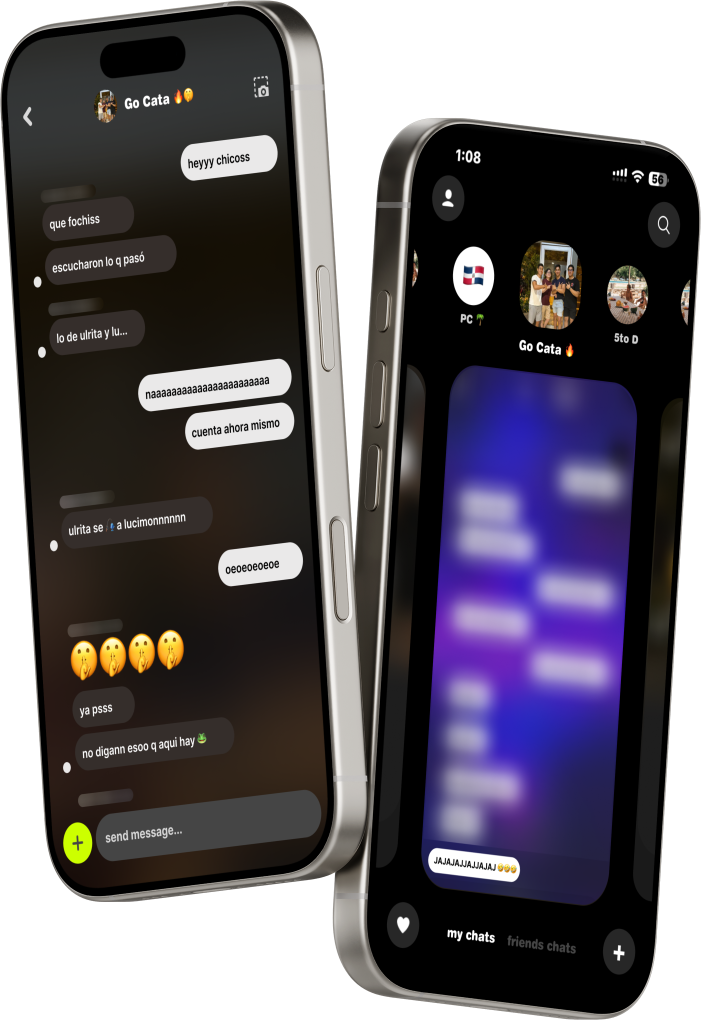 Go Cata 🔥🤫
heyyy chicoss
que fochiss
escucharon lo q pasó
lo de ulrita y lu...
naaaaaaaaaaaaaaaaaaaaaaa
cuenta ahora mismo
ulrita se 🫂a lucimonnnnnn
oeoeoeoeoe
🤫🤫🤫🤫
ya psss
no digann esoo q aqui hay 🐸
send message...
1:08
56
PC 🌴
Go Cata 🔥
5to D
JAJAJAJJAJJAJAJ 🤣🤣🤣
my chats
friends chats